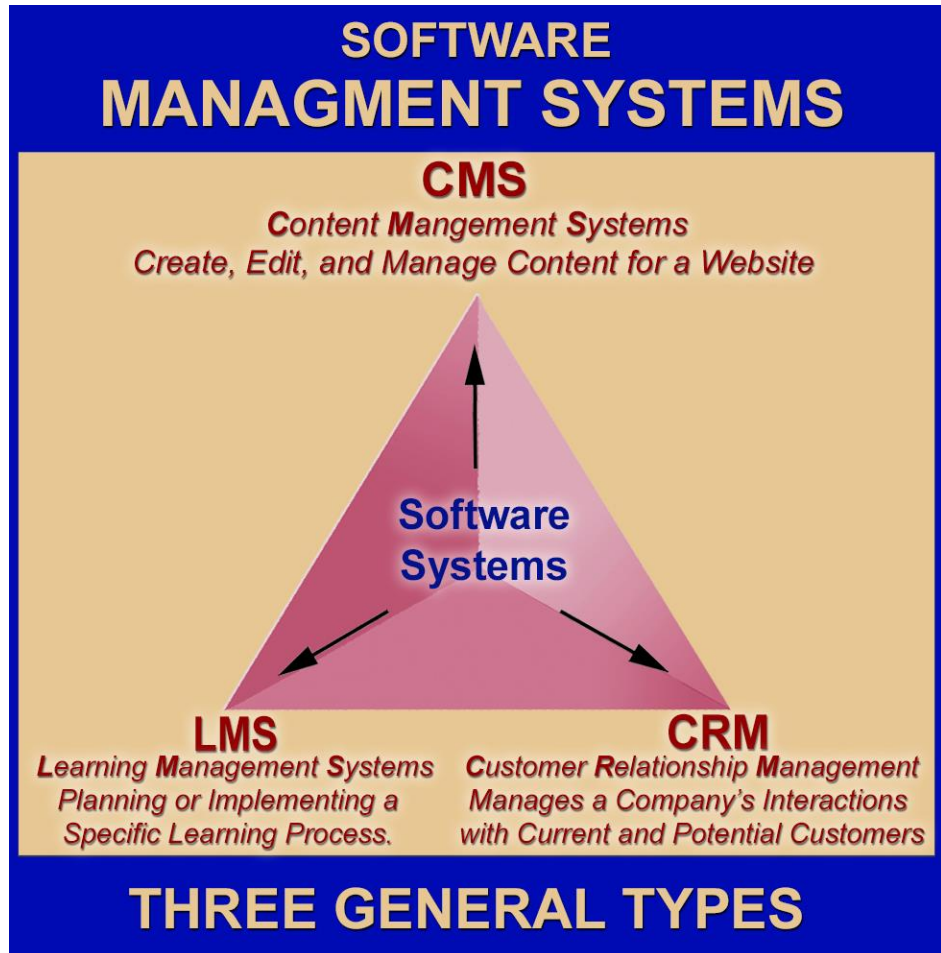 SOFTWARE
MANAGMENT SYSTEMS
CMS
Content Mangement Systems
Create, Edit, and Manage Content for a Website
Software
Systems
LMS
Learning Management Systems
Planning or Implementing a
Specific Learning Process.
CRM
Customer Relationship Management
Manages a Company's Interactions
with Current and Potential Customers
THREE GENERAL TYPES